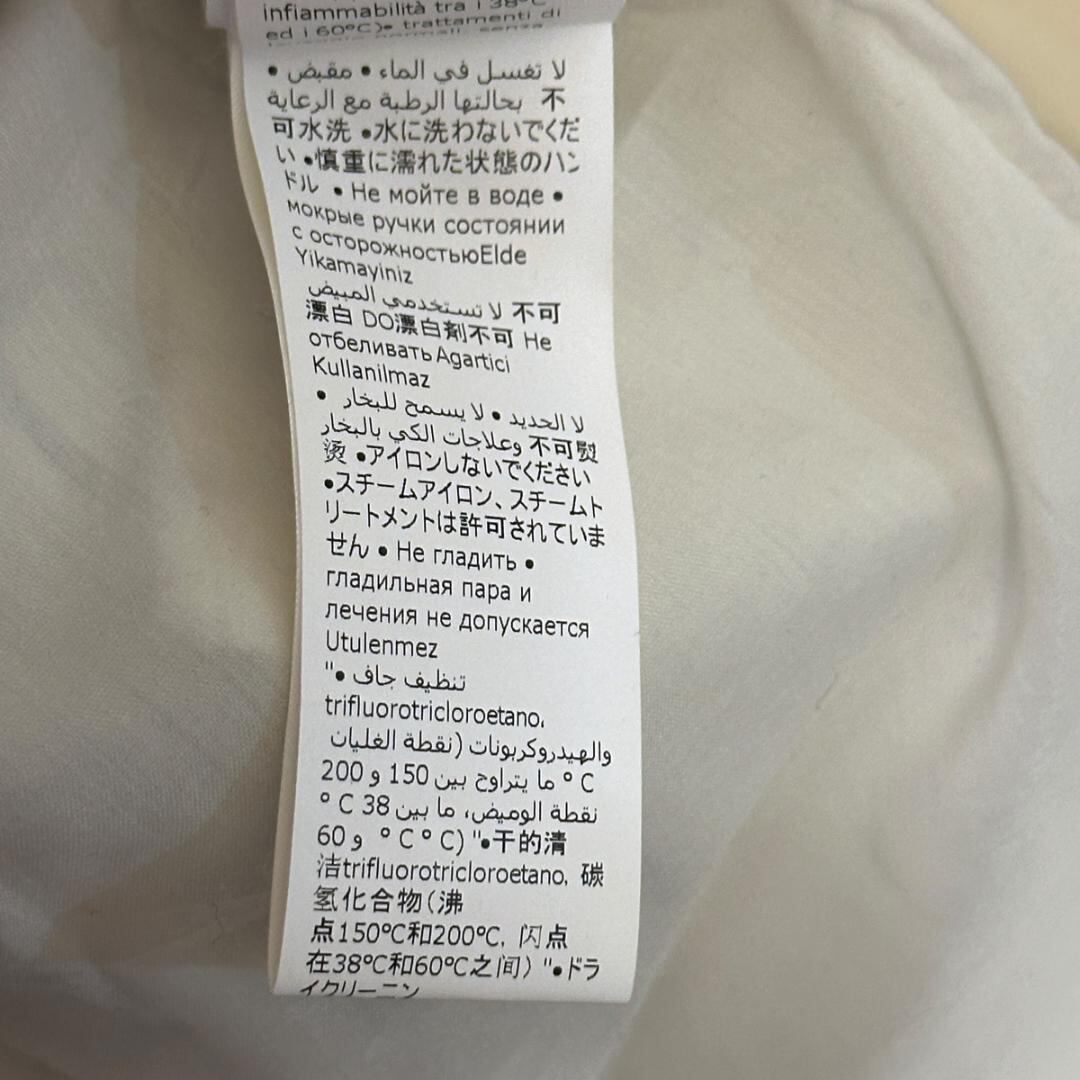 infiammabilità tra i 38°C
ed i 60°C)• trattamenti di
لا تغسل في الماء • مقبض •
بحالتها الرطبة مع الرعاية 不
可水洗 •水に洗わないでくだ
い •慎重に濡れた状態のハン
ドル • Не мойте в воде •
мокрые ручки состоянии
с осторожностьюElde
Yikamayiniz
لا تستخدمي المبيض 不可
漂白 DO漂白剤不可 Не
отбеливать Agartici
Kullanilmaz
لا الحديد • لا يسمح للبخار •
وعلاجات الكي بالبخار 不可熨
烫 •アイロンしないでください
•スチームアイロン、スチームト
リートメントは許可されていま
せん • Не гладить •
гладильная пара и
лечения не допускается
Utulenmez
"• تنظيف جاف
trifluorotricloroetano,
والهيدروكربونات (نقطة الغليان
° C ما يتراوح بين 150 و 200
نقطة الوميض، ما بين 38 C °
و 60 ° C ° C) "•干的清
洁trifluorotricloroetano, 碳
氢化合物(沸
点150°C和200°C, 闪点
在38°C和60°C之间) "•ドラ
イクリーニン